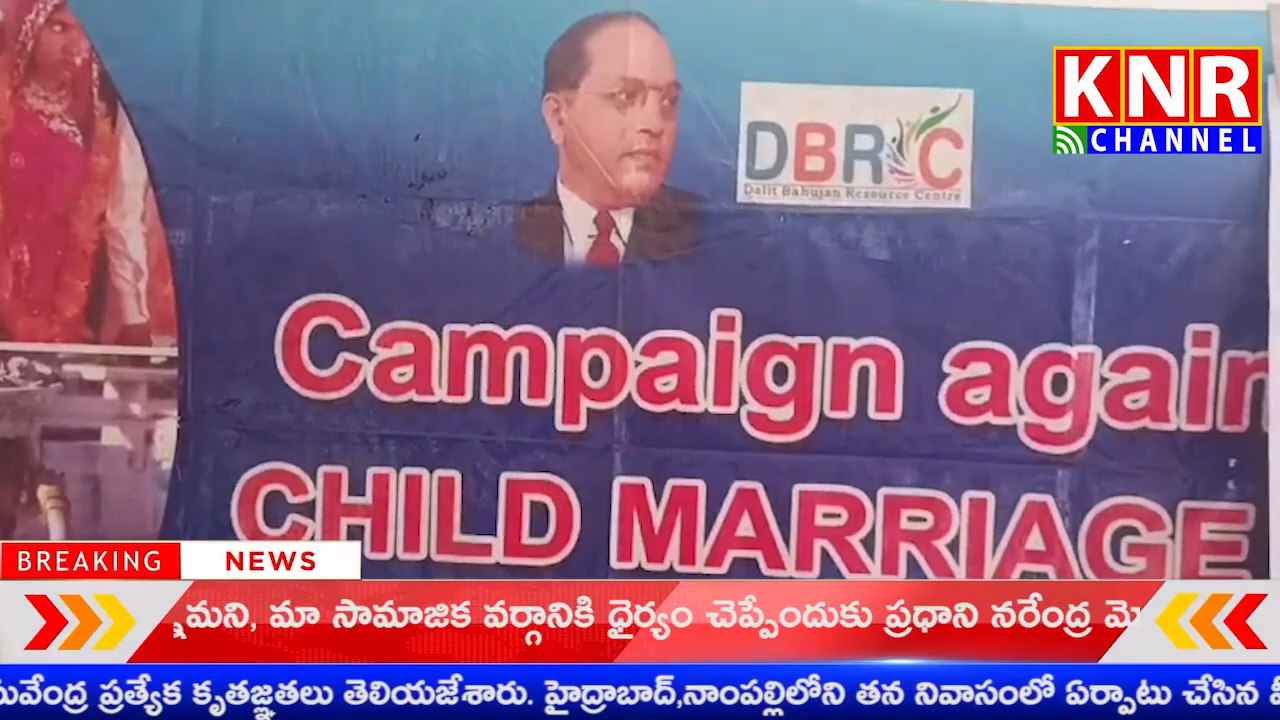 KNR
CHANNEL
DBRC
Dalit Bahujan Resource Centre
Campaign again
CHILD MARRIAGE
BREAKING NEWS
మా సామాజిక వర్గానికి ధైర్యం చెప్పేందుకు ప్రధాని నరేంద్ర
ప్రత్యేక కృతజ్ఞతలు తెలియజేశారు. హైద్రాబాద్,నాంపల్లిలోని తన నివాసంలో ఏర్పాటు చేసిన